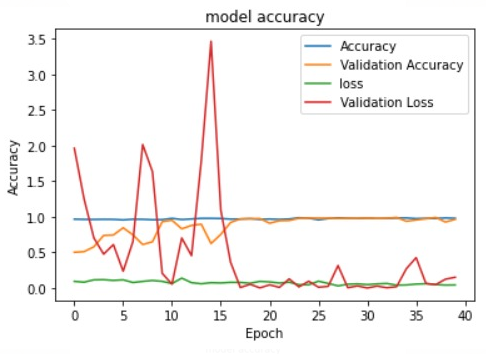 model accuracy
3.5
3.0
2.5
2.0
1.5
1.0
0.5
0.0
Accuracy
Accuracy
Validation Accuracy
loss
Validation Loss
0 5 10 15 20 25 30 35 40
Epoch